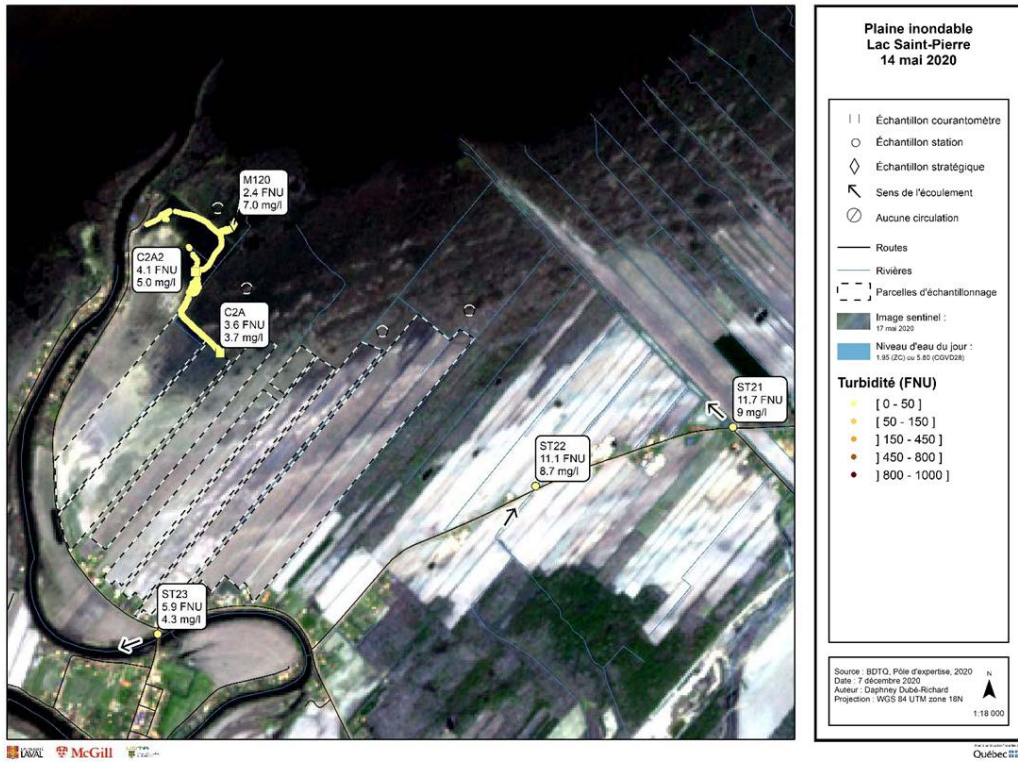 Plaine inondable
Lac Saint-Pierre
14 mai 2020
Échantillon courantomètre
Échantillon station
Échantillon stratégique
Sens de l'écoulement
Aucune circulation
Routes
Rivières
Parcelles d'échantillonnage
Image sentinel :
17 mai 2020
Niveau d'eau du jour :
1.95 (ZC) ou 5.80 (CGVD28)
Turbidité (FNU)
[ 0 - 50 ]
[ 50 - 150 ]
] 150 - 450 ]
] 450 - 800 ]
] 800 - 1000 ]
M120
2.4 FNU
7.0 mg/l
C2A2
4.1 FNU
5.0 mg/l
C2A
3.6 FNU
3.7 mg/l
ST21
11.7 FNU
9 mg/l
ST22
11.1 FNU
8.7 mg/l
ST23
5.9 FNU
4.3 mg/l
Source : BDTQ, Pôle d'expertise, 2020
Date : 7 décembre 2020
Auteur : Daphney Dubé-Richard
Projection : WGS 84 UTM zone 18N
N
1:18 000
LAVAL
McGill
Québec